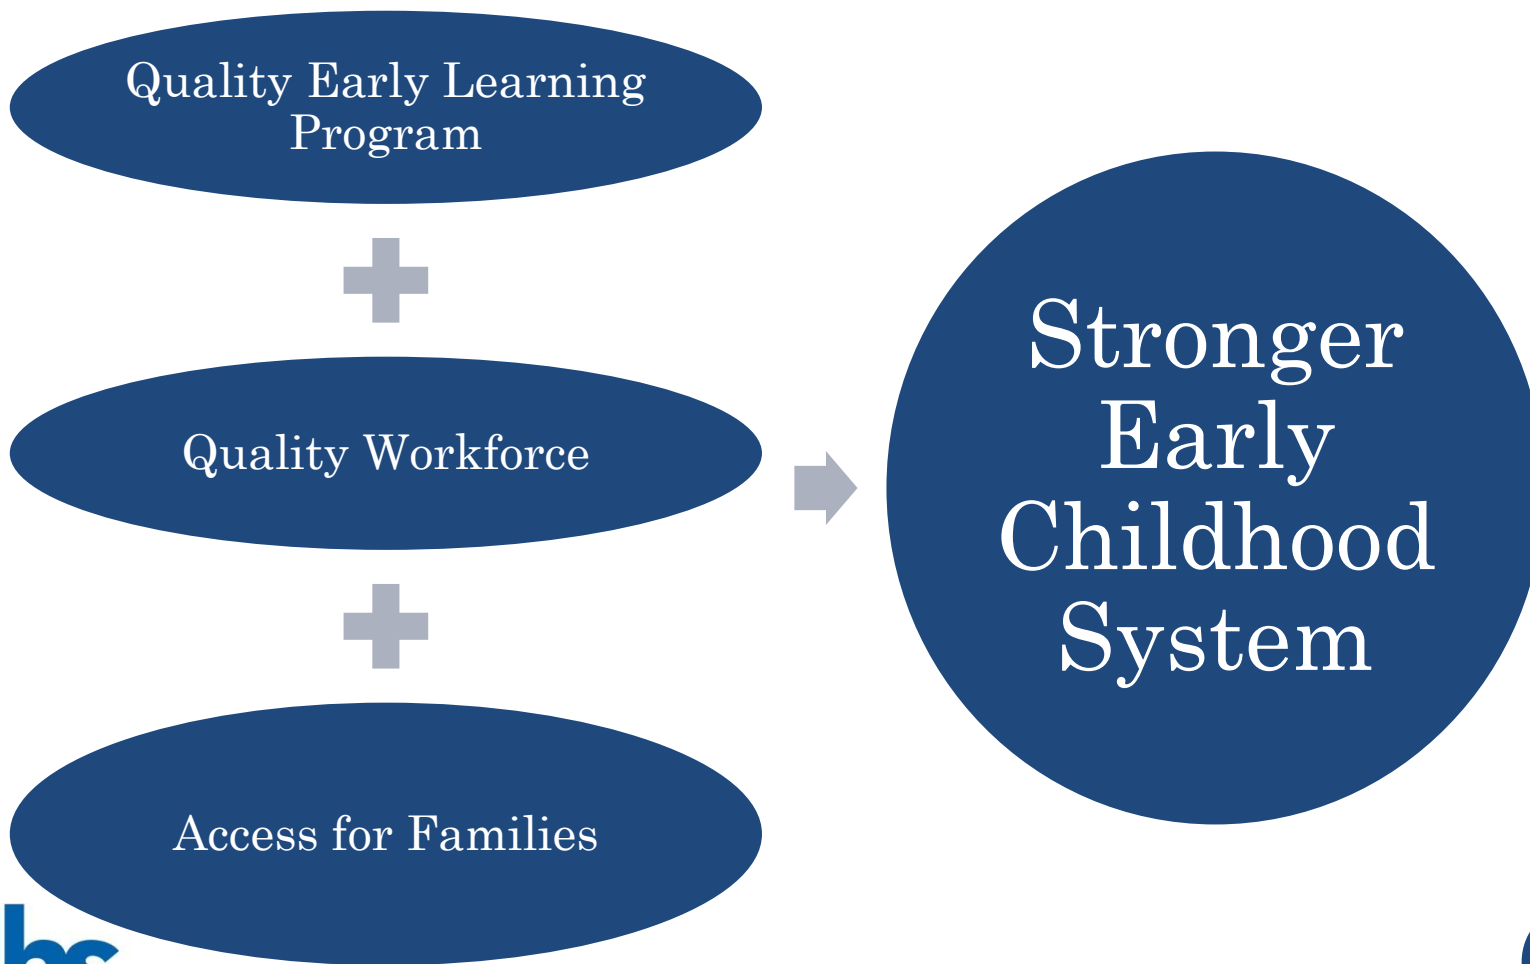 Quality Early Learning
Program
Quality Workforce
Access for Families
Stronger
Early
Childhood
System